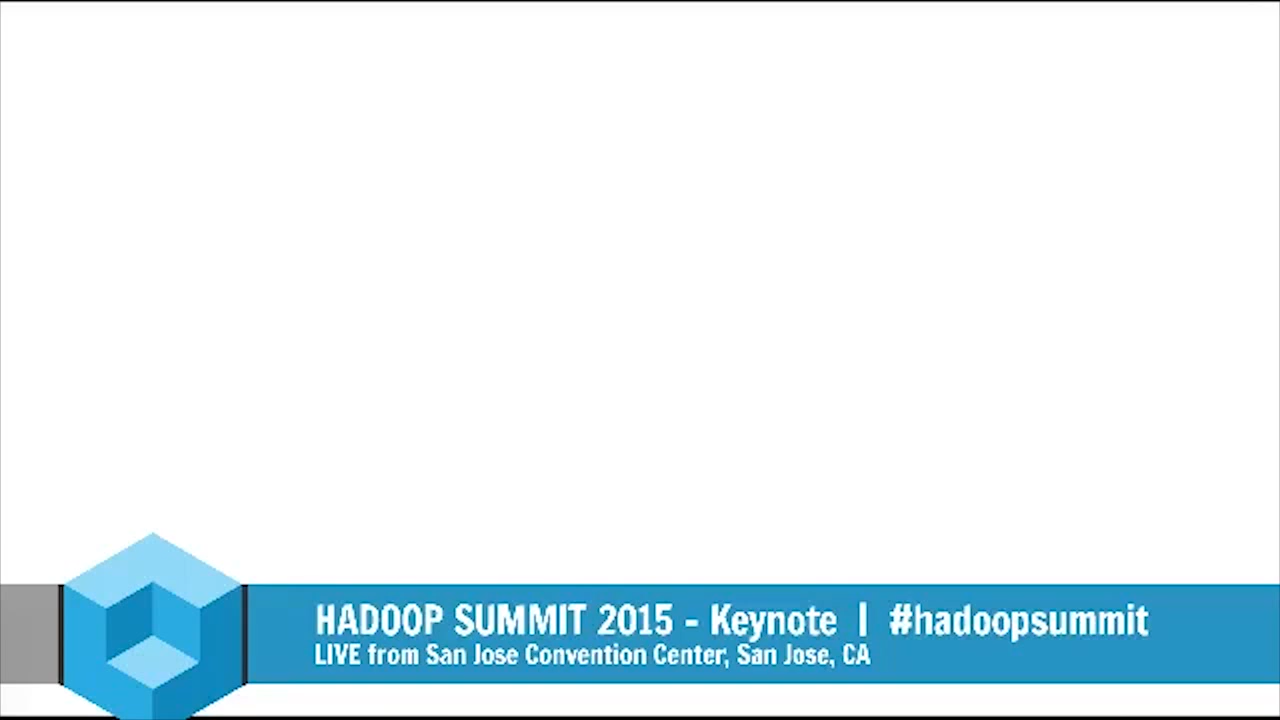 HADOOP SUMMIT 2015 - Keynote | #hadoopsummit
LIVE from San Jose Convention Center, San Jose, CA